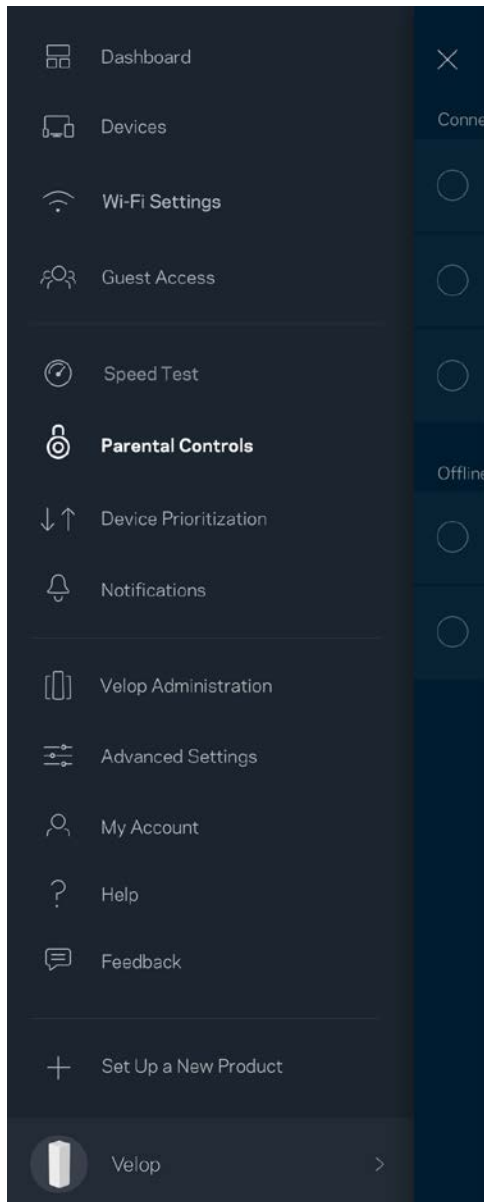 Dashboard
Devices
Conne
Wi-Fi Settings
Guest Access
Speed Test
Parental Controls
Offline
Device Prioritization
Notifications
Velop Administration
Advanced Settings
My Account
Help
Feedback
Set Up a New Product
Velop